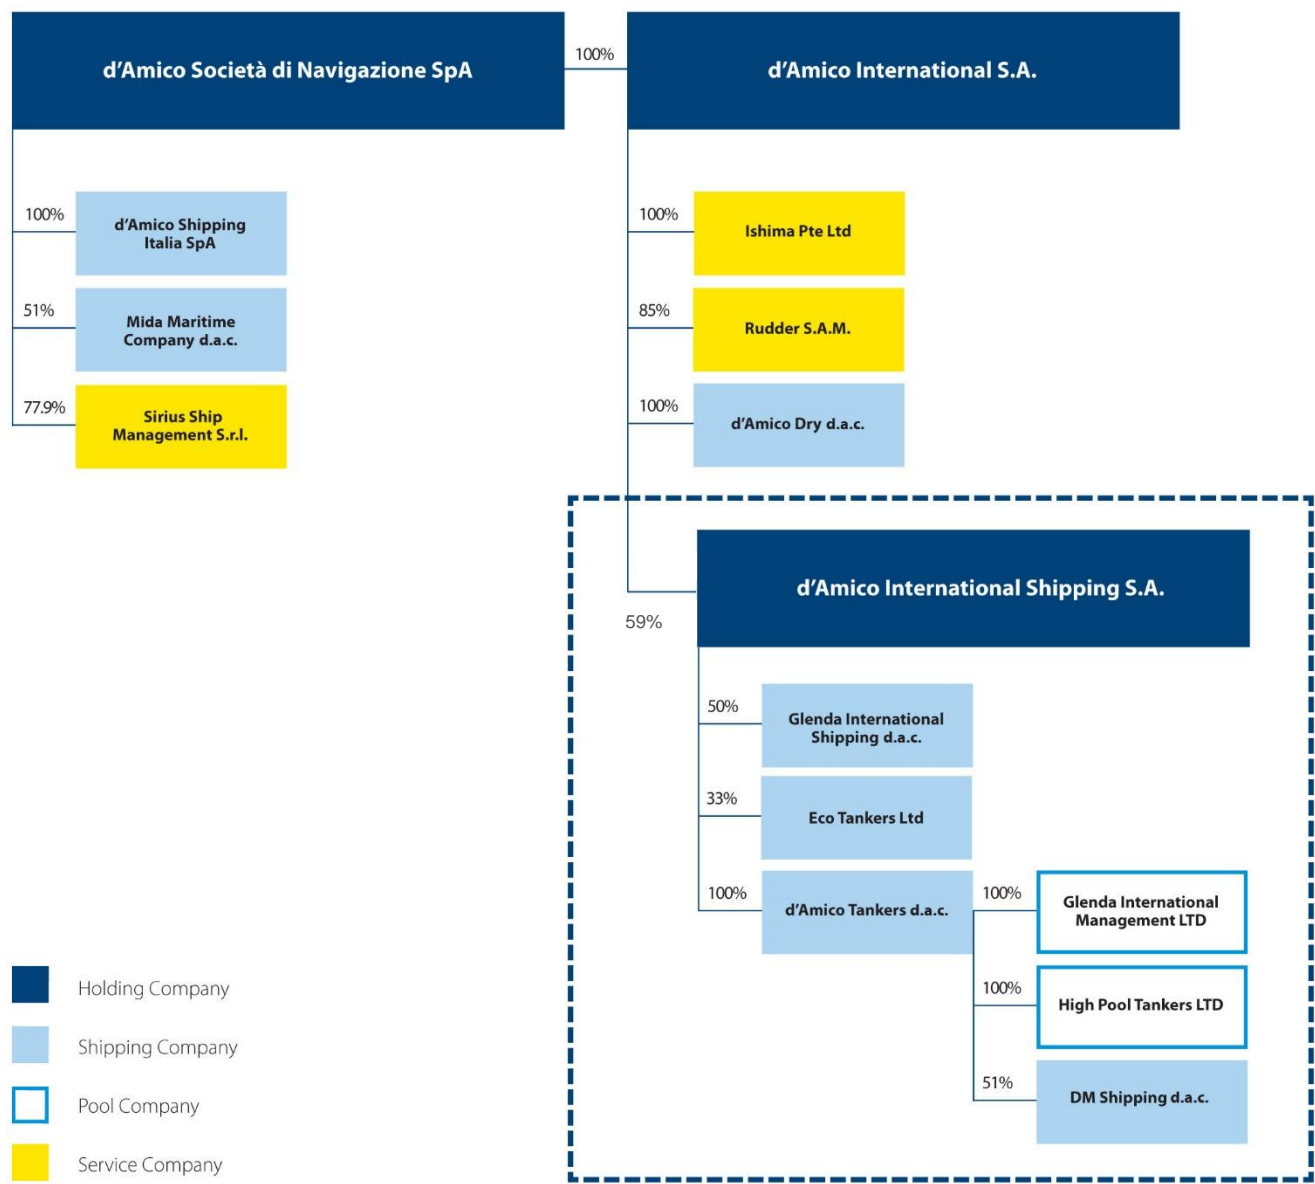 d'Amico Società di Navigazione SpA
100%
d'Amico International S.A.
100%
d'Amico Shipping
Italia SpA
51%
Mida Maritime
Company d.a.c.
77.9%
Sirius Ship
Management S.r.l.
100%
Ishima Pte Ltd
85%
Rudder S.A.M.
100%
d'Amico Dry d.a.c.
59%
d'Amico International Shipping S.A.
50%
Glenda International
Shipping d.a.c.
33%
Eco Tankers Ltd
100%
d'Amico Tankers d.a.c.
100%
Glenda International
Management LTD
100%
High Pool Tankers LTD
51%
DM Shipping d.a.c.
Holding Company
Shipping Company
Pool Company
Service Company